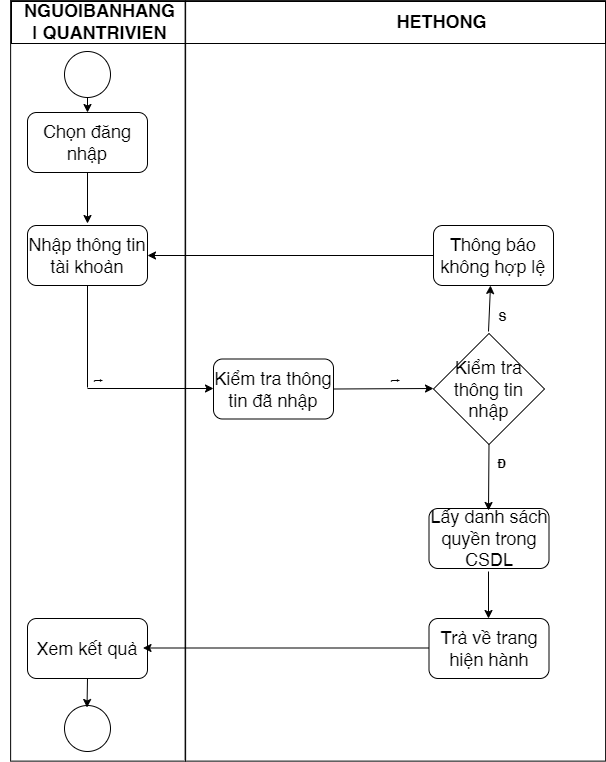 NGUOIBANHANG
| QUANTRIVIEN
HETHONG
Chọn đăng
nhập
Nhập thông tin
tài khoản
Thông báo
không hợp lệ
S
Kiểm tra thông
tin đã nhập
Kiểm tra
thông tin
nhập
Đ
Lấy danh sách
quyền trong
CSDL
Xem kết quả
Trả về trang
hiện hành